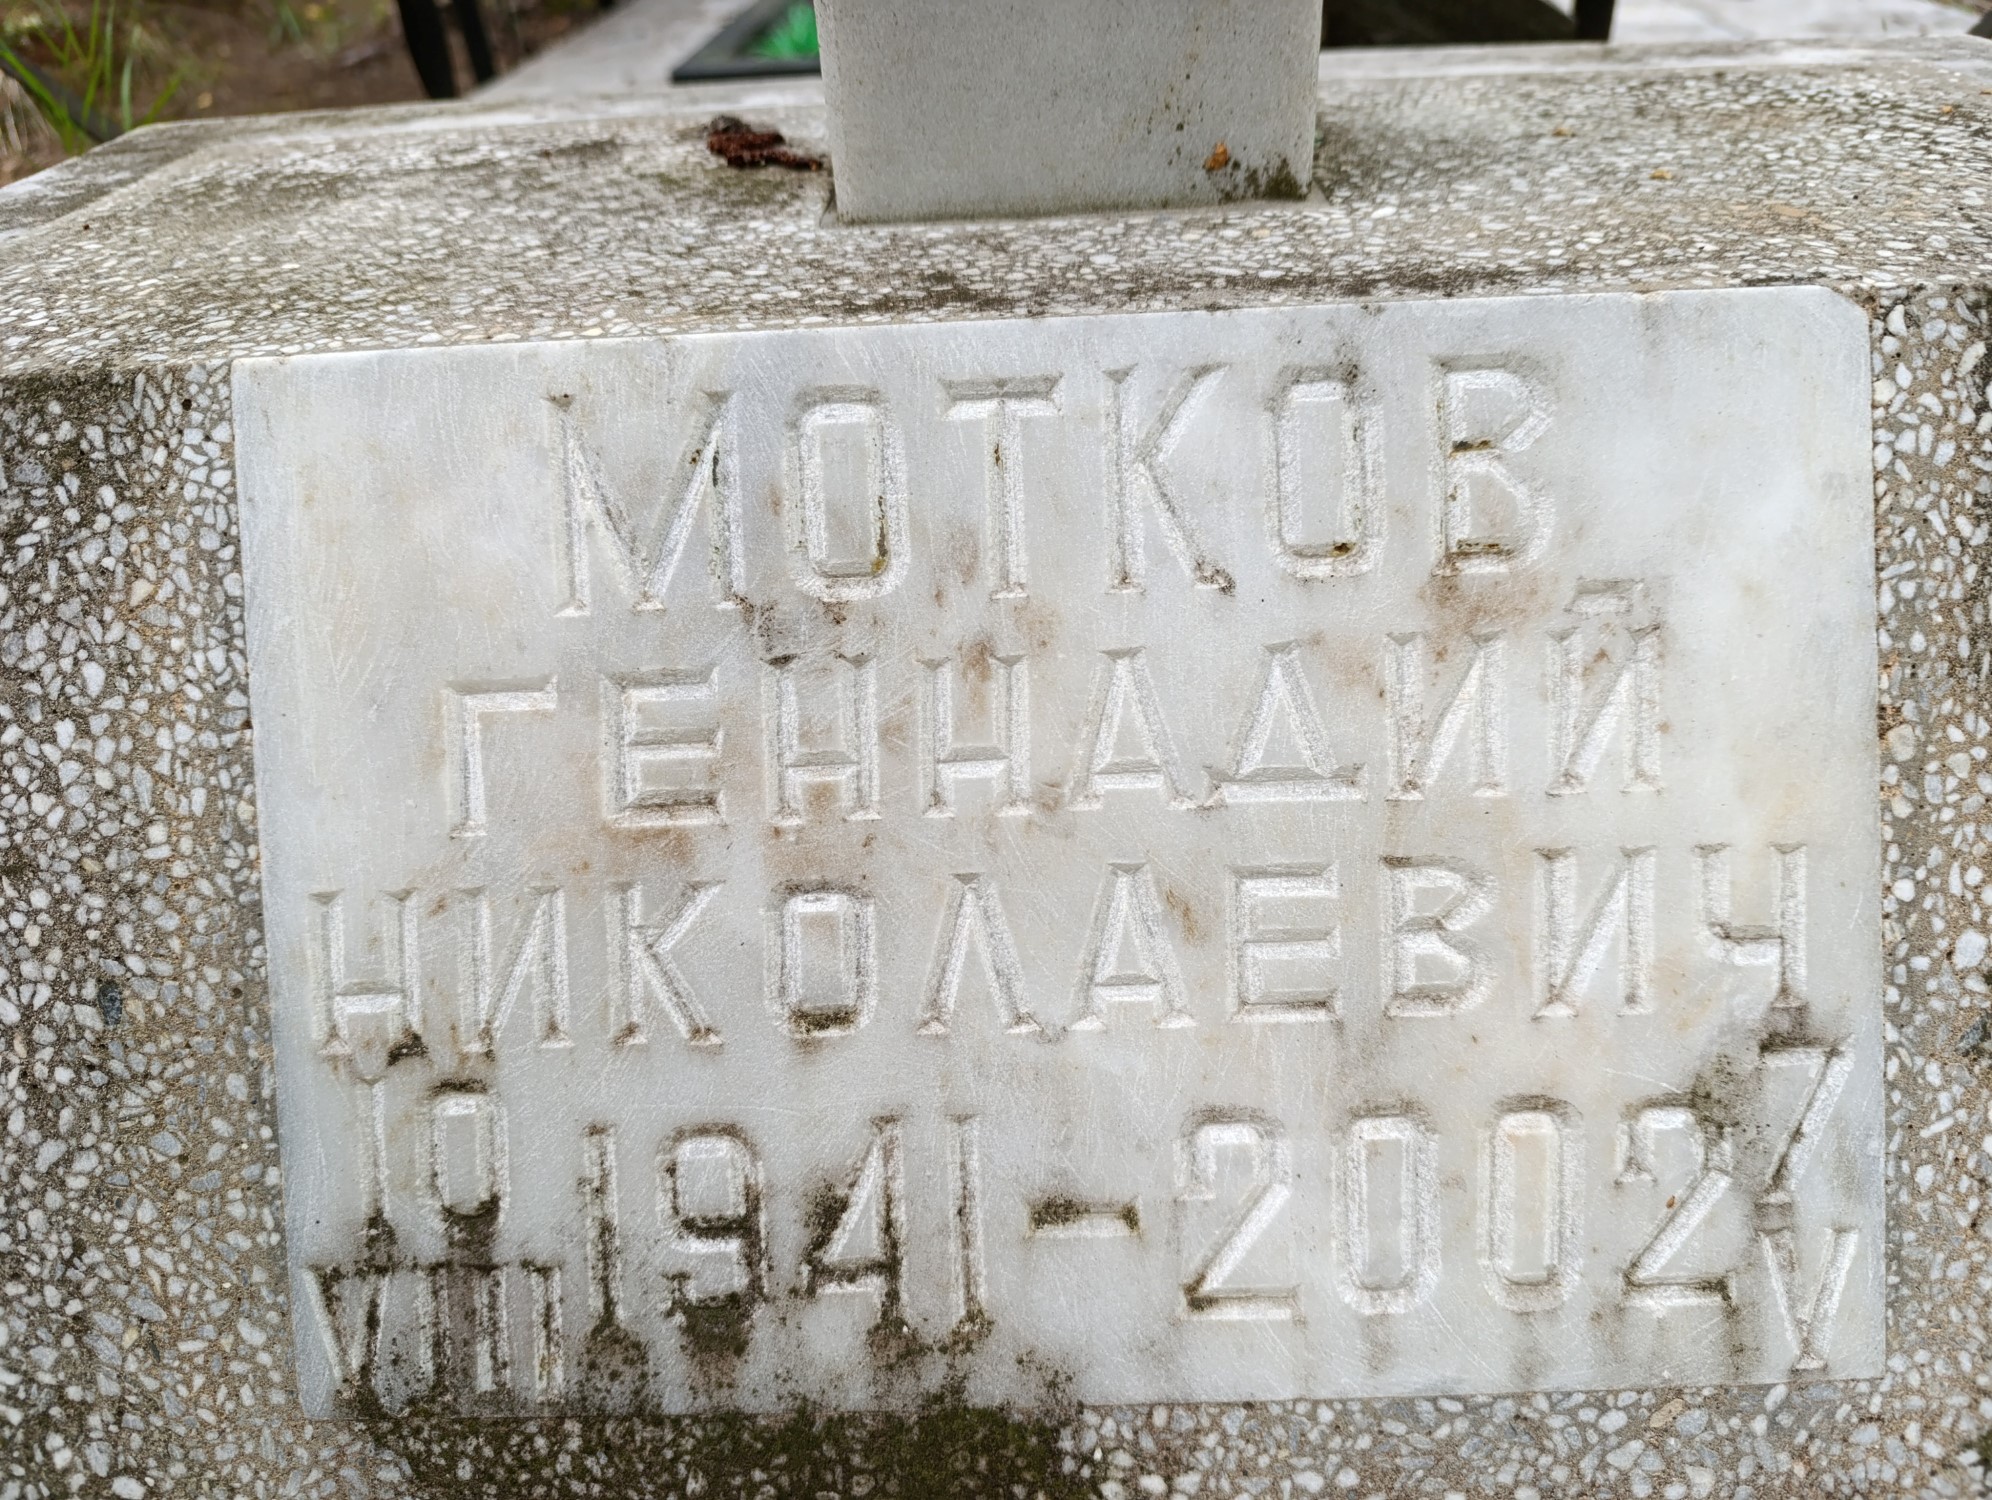 МОТКОВ
ГЕННАДИЙ
НИКОЛАЕВИЧ
10 VIII 1941 - 2002 7 V